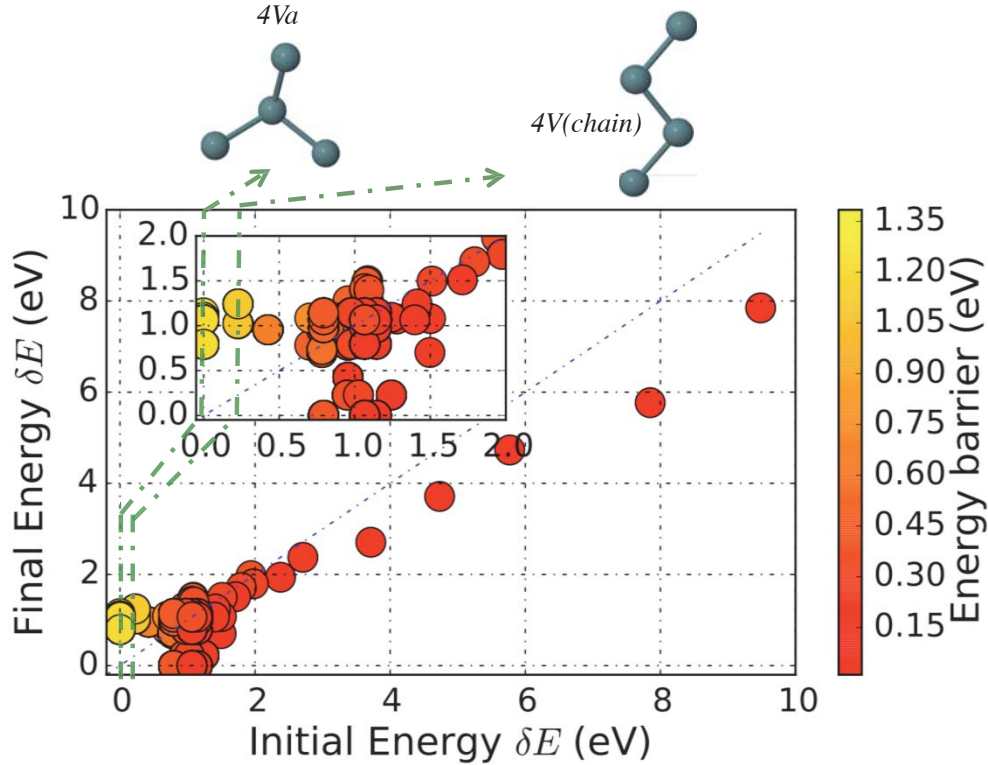 4Va
4V(chain)
10
8
6
4
2
0
Final Energy δE (eV)
2.0
1.5
1.0
0.5
0.0
0.0 0.5 1.0 1.5 2.0
0 2 4 6 8 10
Initial Energy δE (eV)
1.35
1.20
1.05
0.90
0.75
0.60
0.45
0.30
0.15
Energy barrier (eV)